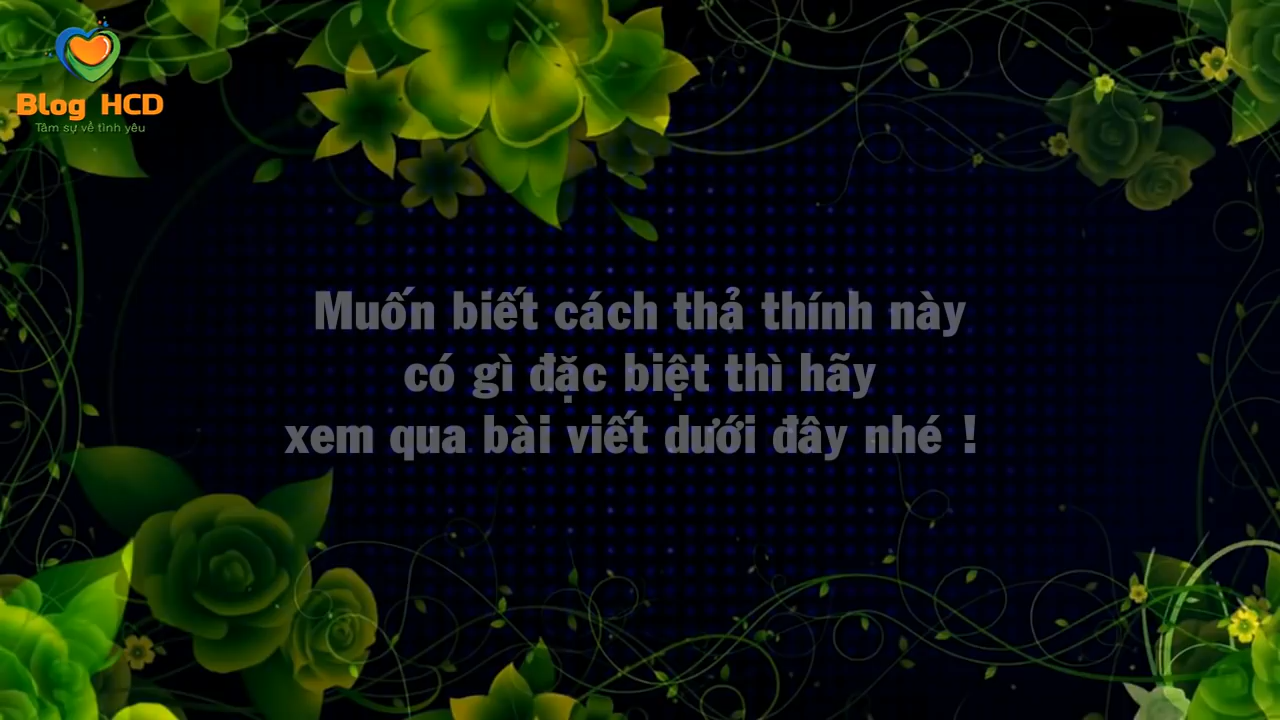 Blog HCD
Tâm sự về tình yêu
Muốn biết cách thả thính này
có gì đặc biệt thì hãy
xem qua bài viết dưới đây nhé !